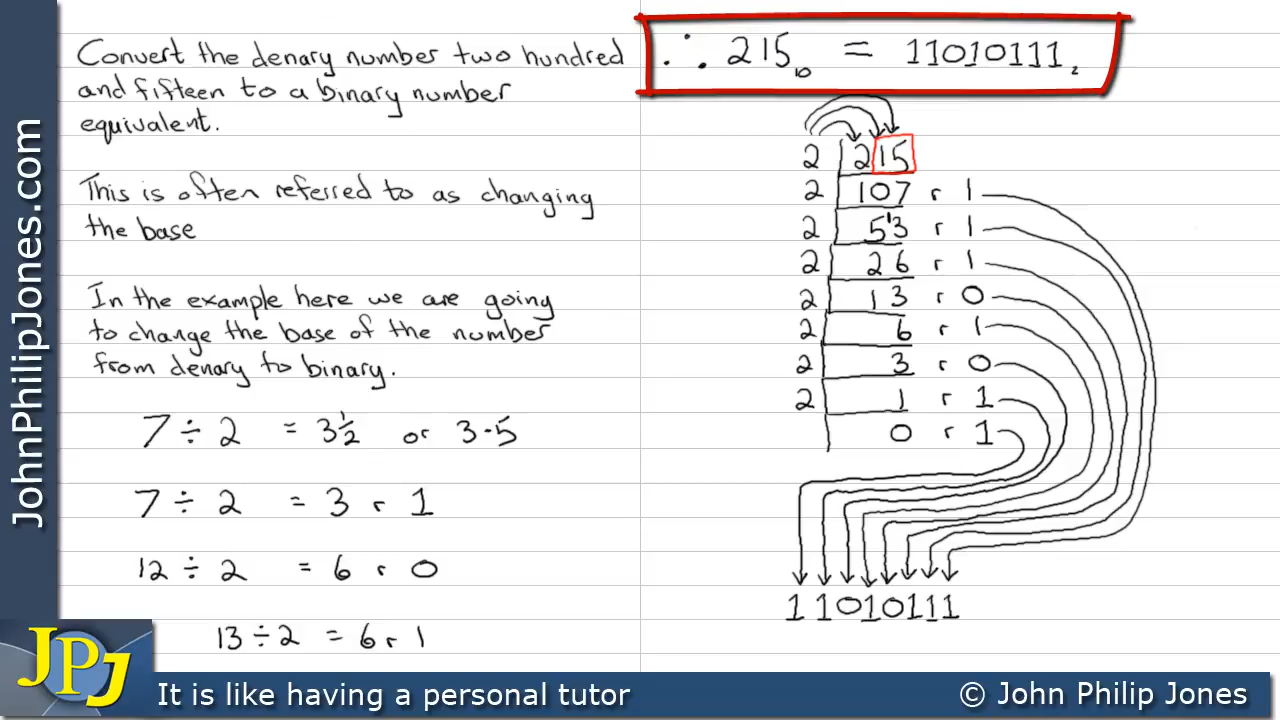 Convert the denary number two hundred
and fifteen to a binary number
equivalent.
This is often referred to as changing
the base
In the example here we are going
to change the base of the number
from denary to binary.
7 ÷ 2 = 3½ or 3·5
7 ÷ 2 = 3 r 1
12 ÷ 2 = 6 r 0
13 ÷ 2 = 6 r 1
∴ 215₁₀ = 11010111₂
2 215
2 107 r 1
2 5¹3 r 1
2 26 r 1
2 13 r 0
2 6 r 1
2 3 r 0
2 1 r 1
0 r 1
11010111
JohnPhilipJones.com
JPJ
It is like having a personal tutor
© John Philip Jones